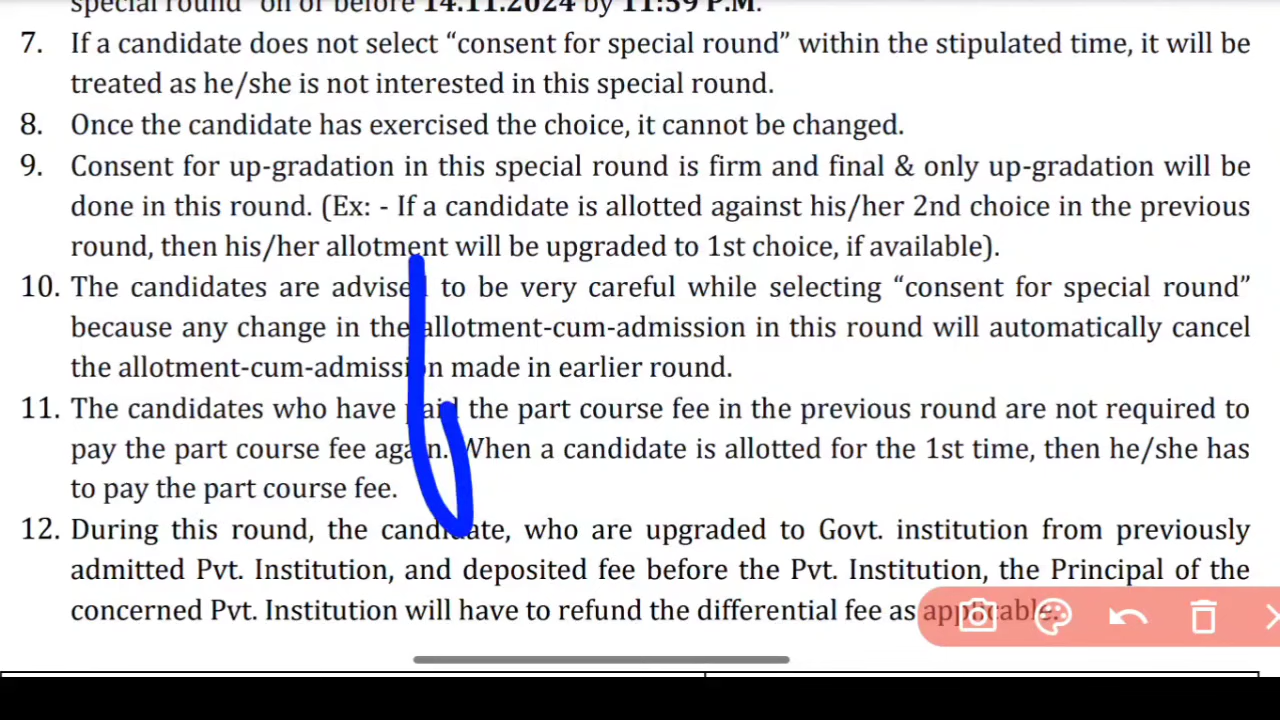 special round" on or before 14.11.2024 by 11:59 P.M.
7. If a candidate does not select “consent for special round” within the stipulated time, it will be
treated as he/she is not interested in this special round.
8. Once the candidate has exercised the choice, it cannot be changed.
9. Consent for up-gradation in this special round is firm and final & only up-gradation will be
done in this round. (Ex: - If a candidate is allotted against his/her 2nd choice in the previous
round, then his/her allotment will be upgraded to 1st choice, if available).
10. The candidates are advised to be very careful while selecting “consent for special round”
because any change in the allotment-cum-admission in this round will automatically cancel
the allotment-cum-admission made in earlier round.
11. The candidates who have paid the part course fee in the previous round are not required to
pay the part course fee again. When a candidate is allotted for the 1st time, then he/she has
to pay the part course fee.
12. During this round, the candidate, who are upgraded to Govt. institution from previously
admitted Pvt. Institution, and deposited fee before the Pvt. Institution, the Principal of the
concerned Pvt. Institution will have to refund the differential fee as applicable.